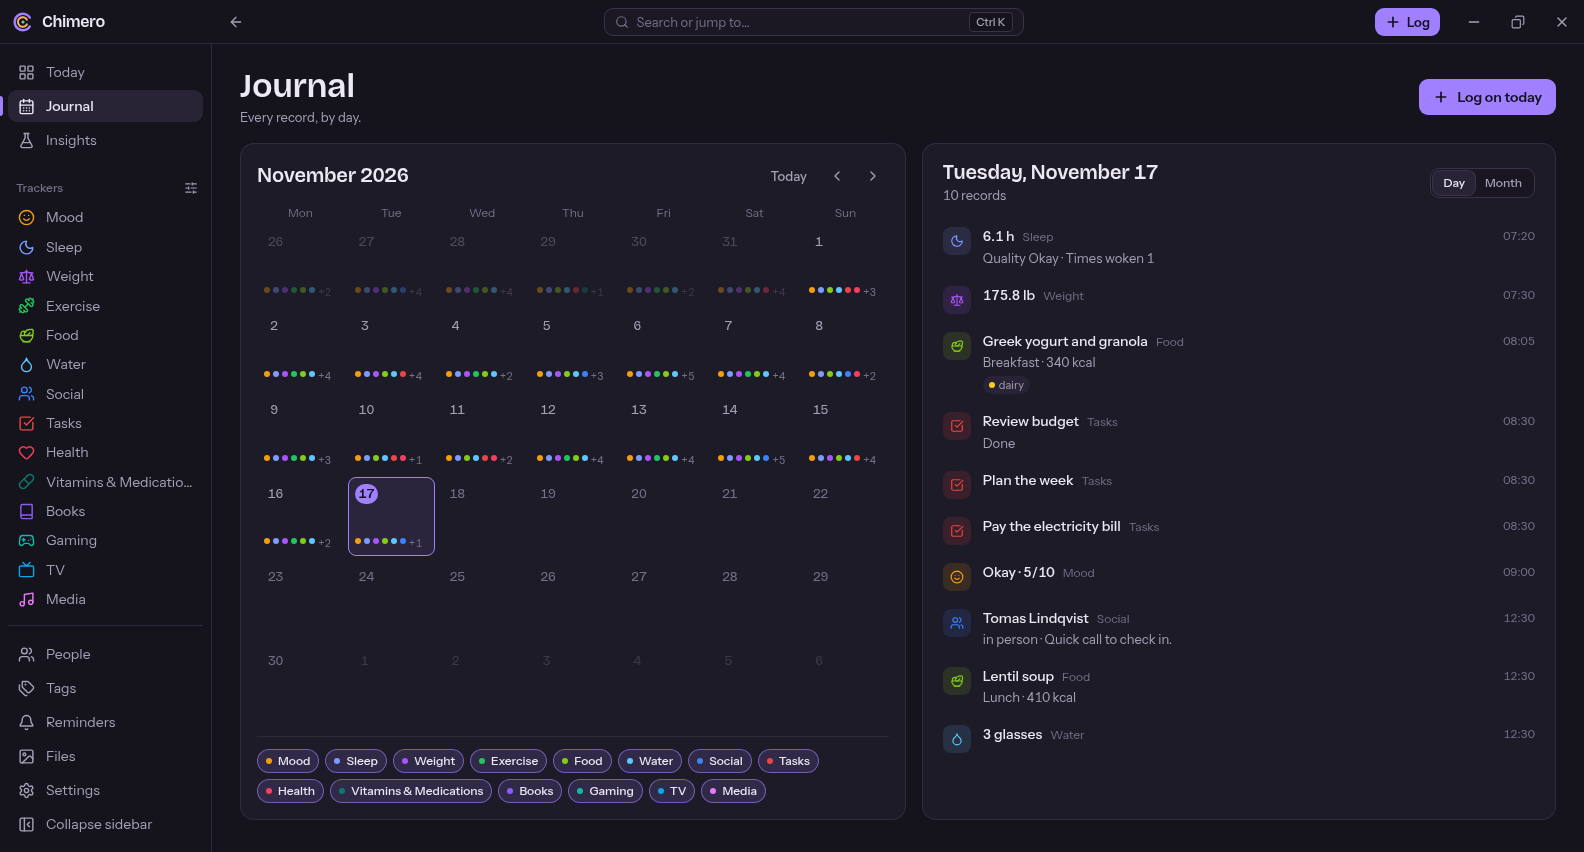 Chimero
Search or jump to...
Ctrl K
Log
Today
Journal
Insights
Trackers
Mood
Sleep
Weight
Exercise
Food
Water
Social
Tasks
Health
Vitamins & Medicatio...
Books
Gaming
TV
Media
People
Tags
Reminders
Files
Settings
Collapse sidebar
Journal
Every record, by day.
Log on today
November 2026
Today
Mon Tue Wed Thu Fri Sat Sun
26 27 28 29 30 31 1
+2 +4 +4 +1 +2 +4 +3
2 3 4 5 6 7 8
+4 +4 +2 +3 +5 +4 +2
9 10 11 12 13 14 15
+3 +1 +2 +4 +4 +5 +4
16 17 18 19 20 21 22
+2 +1
23 24 25 26 27 28 29
30 1 2 3 4 5 6
Mood Sleep Weight Exercise Food Water Social Tasks
Health Vitamins & Medications Books Gaming TV Media
Tuesday, November 17
10 records
Day Month
6.1 h Sleep 07:20
Quality Okay · Times woken 1
175.8 lb Weight 07:30
Greek yogurt and granola Food 08:05
Breakfast · 340 kcal
dairy
Review budget Tasks 08:30
Done
Plan the week Tasks 08:30
Pay the electricity bill Tasks 08:30
Okay · 5/10 Mood 09:00
Tomas Lindqvist Social 12:30
in person · Quick call to check in.
Lentil soup Food 12:30
Lunch · 410 kcal
3 glasses Water 12:30